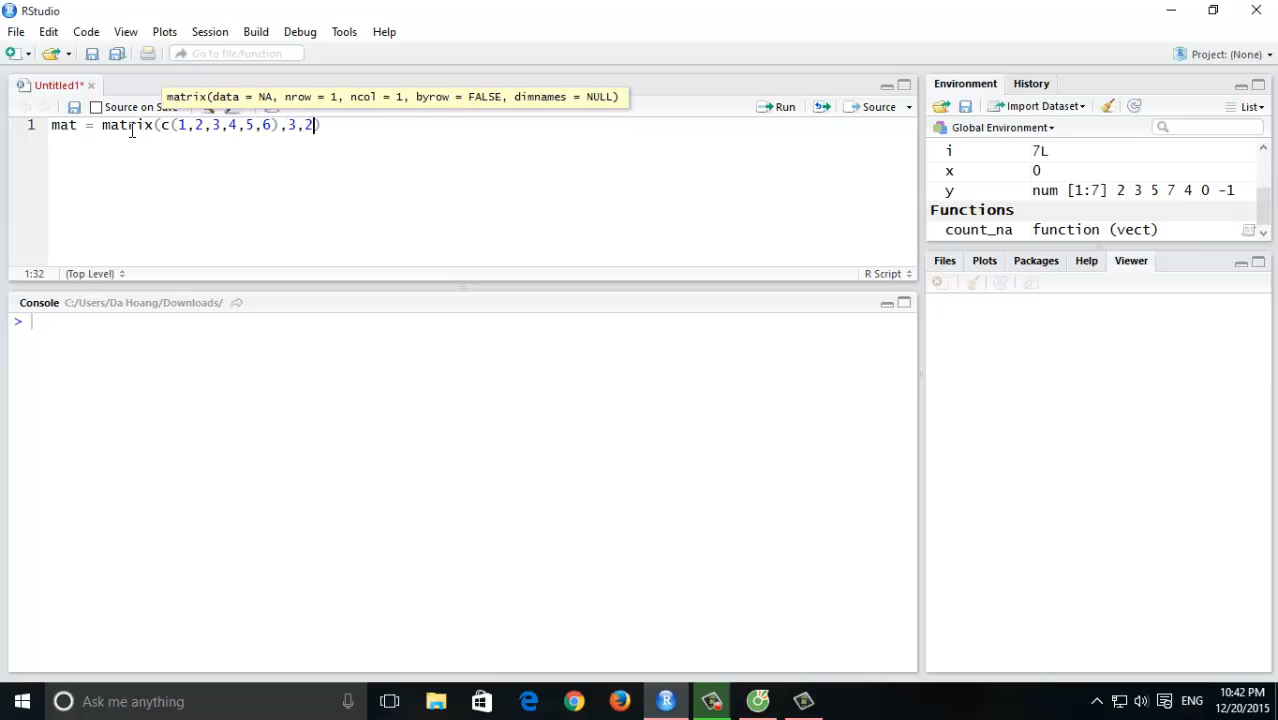 RStudio
File Edit Code View Plots Session Build Debug Tools Help
Go to file/function Project: (None)
Untitled1*
Source on Sa Run Source
matrix(data = NA, nrow = 1, ncol = 1, byrow = FALSE, dimnames = NULL)
1 mat = matrix(c(1,2,3,4,5,6),3,2)
1:32 (Top Level) R Script
Console C:/Users/Da Hoang/Downloads/
>
Environment History
Import Dataset List
Global Environment
i 7L
x 0
y num [1:7] 2 3 5 7 4 0 -1
Functions
count_na function (vect)
Files Plots Packages Help Viewer
Ask me anything
ENG
10:42 PM
12/20/2015